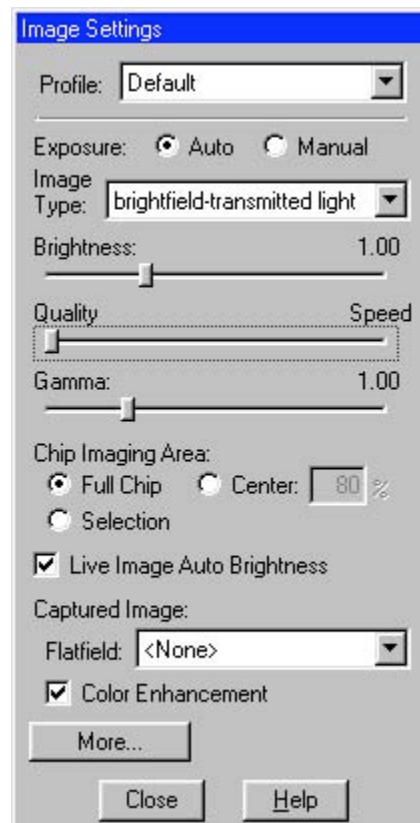 Image Settings
Profile: Default
Exposure: Auto Manual
Image
Type: brightfield-transmitted light
Brightness: 1.00
Quality Speed
Gamma: 1.00
Chip Imaging Area:
Full Chip Center: 80 %
Selection
Live Image Auto Brightness
Captured Image:
Flatfield: <None>
Color Enhancement
More...
Close Help